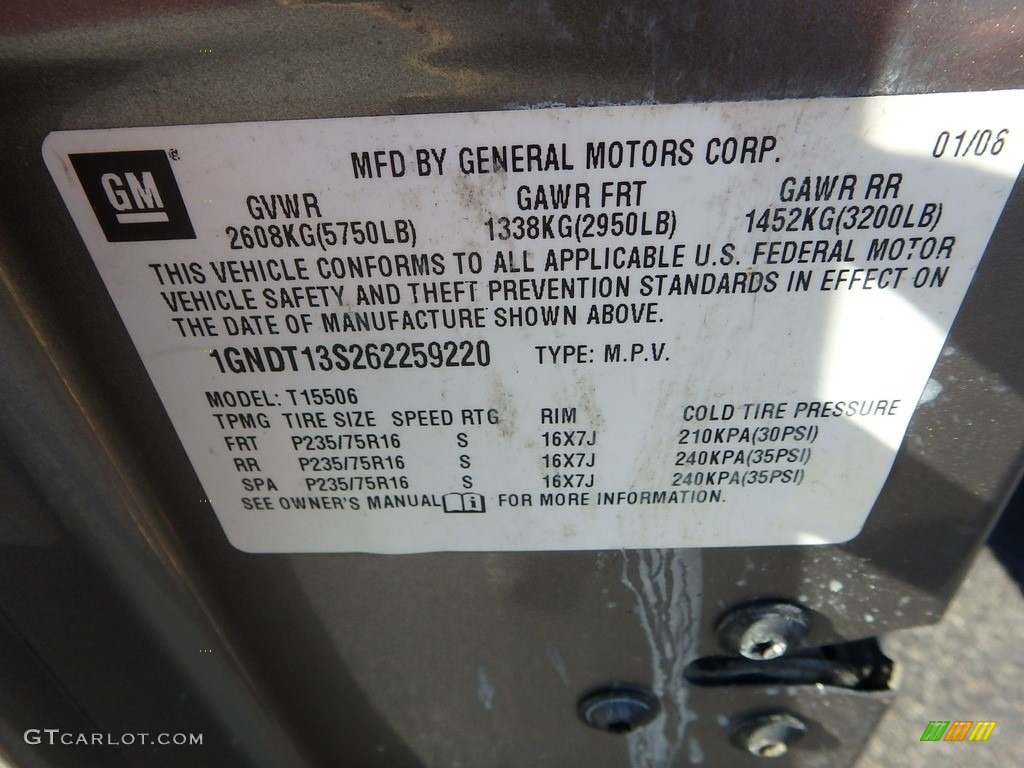 GM
MFD BY GENERAL MOTORS CORP.
01/06
GVWR GAWR FRT GAWR RR
2608KG(5750LB) 1338KG(2950LB) 1452KG(3200LB)
THIS VEHICLE CONFORMS TO ALL APPLICABLE U.S. FEDERAL MOTOR
VEHICLE SAFETY AND THEFT PREVENTION STANDARDS IN EFFECT ON
THE DATE OF MANUFACTURE SHOWN ABOVE.
1GNDT13S262259220 TYPE: M.P.V.
MODEL: T15506
TPMG TIRE SIZE SPEED RTG RIM COLD TIRE PRESSURE
FRT P235/75R16 S 16X7J 210KPA(30PSI)
RR P235/75R16 S 16X7J 240KPA(35PSI)
SPA P235/75R16 S 16X7J 240KPA(35PSI)
SEE OWNER'S MANUAL FOR MORE INFORMATION.
GTCARLOT.COM